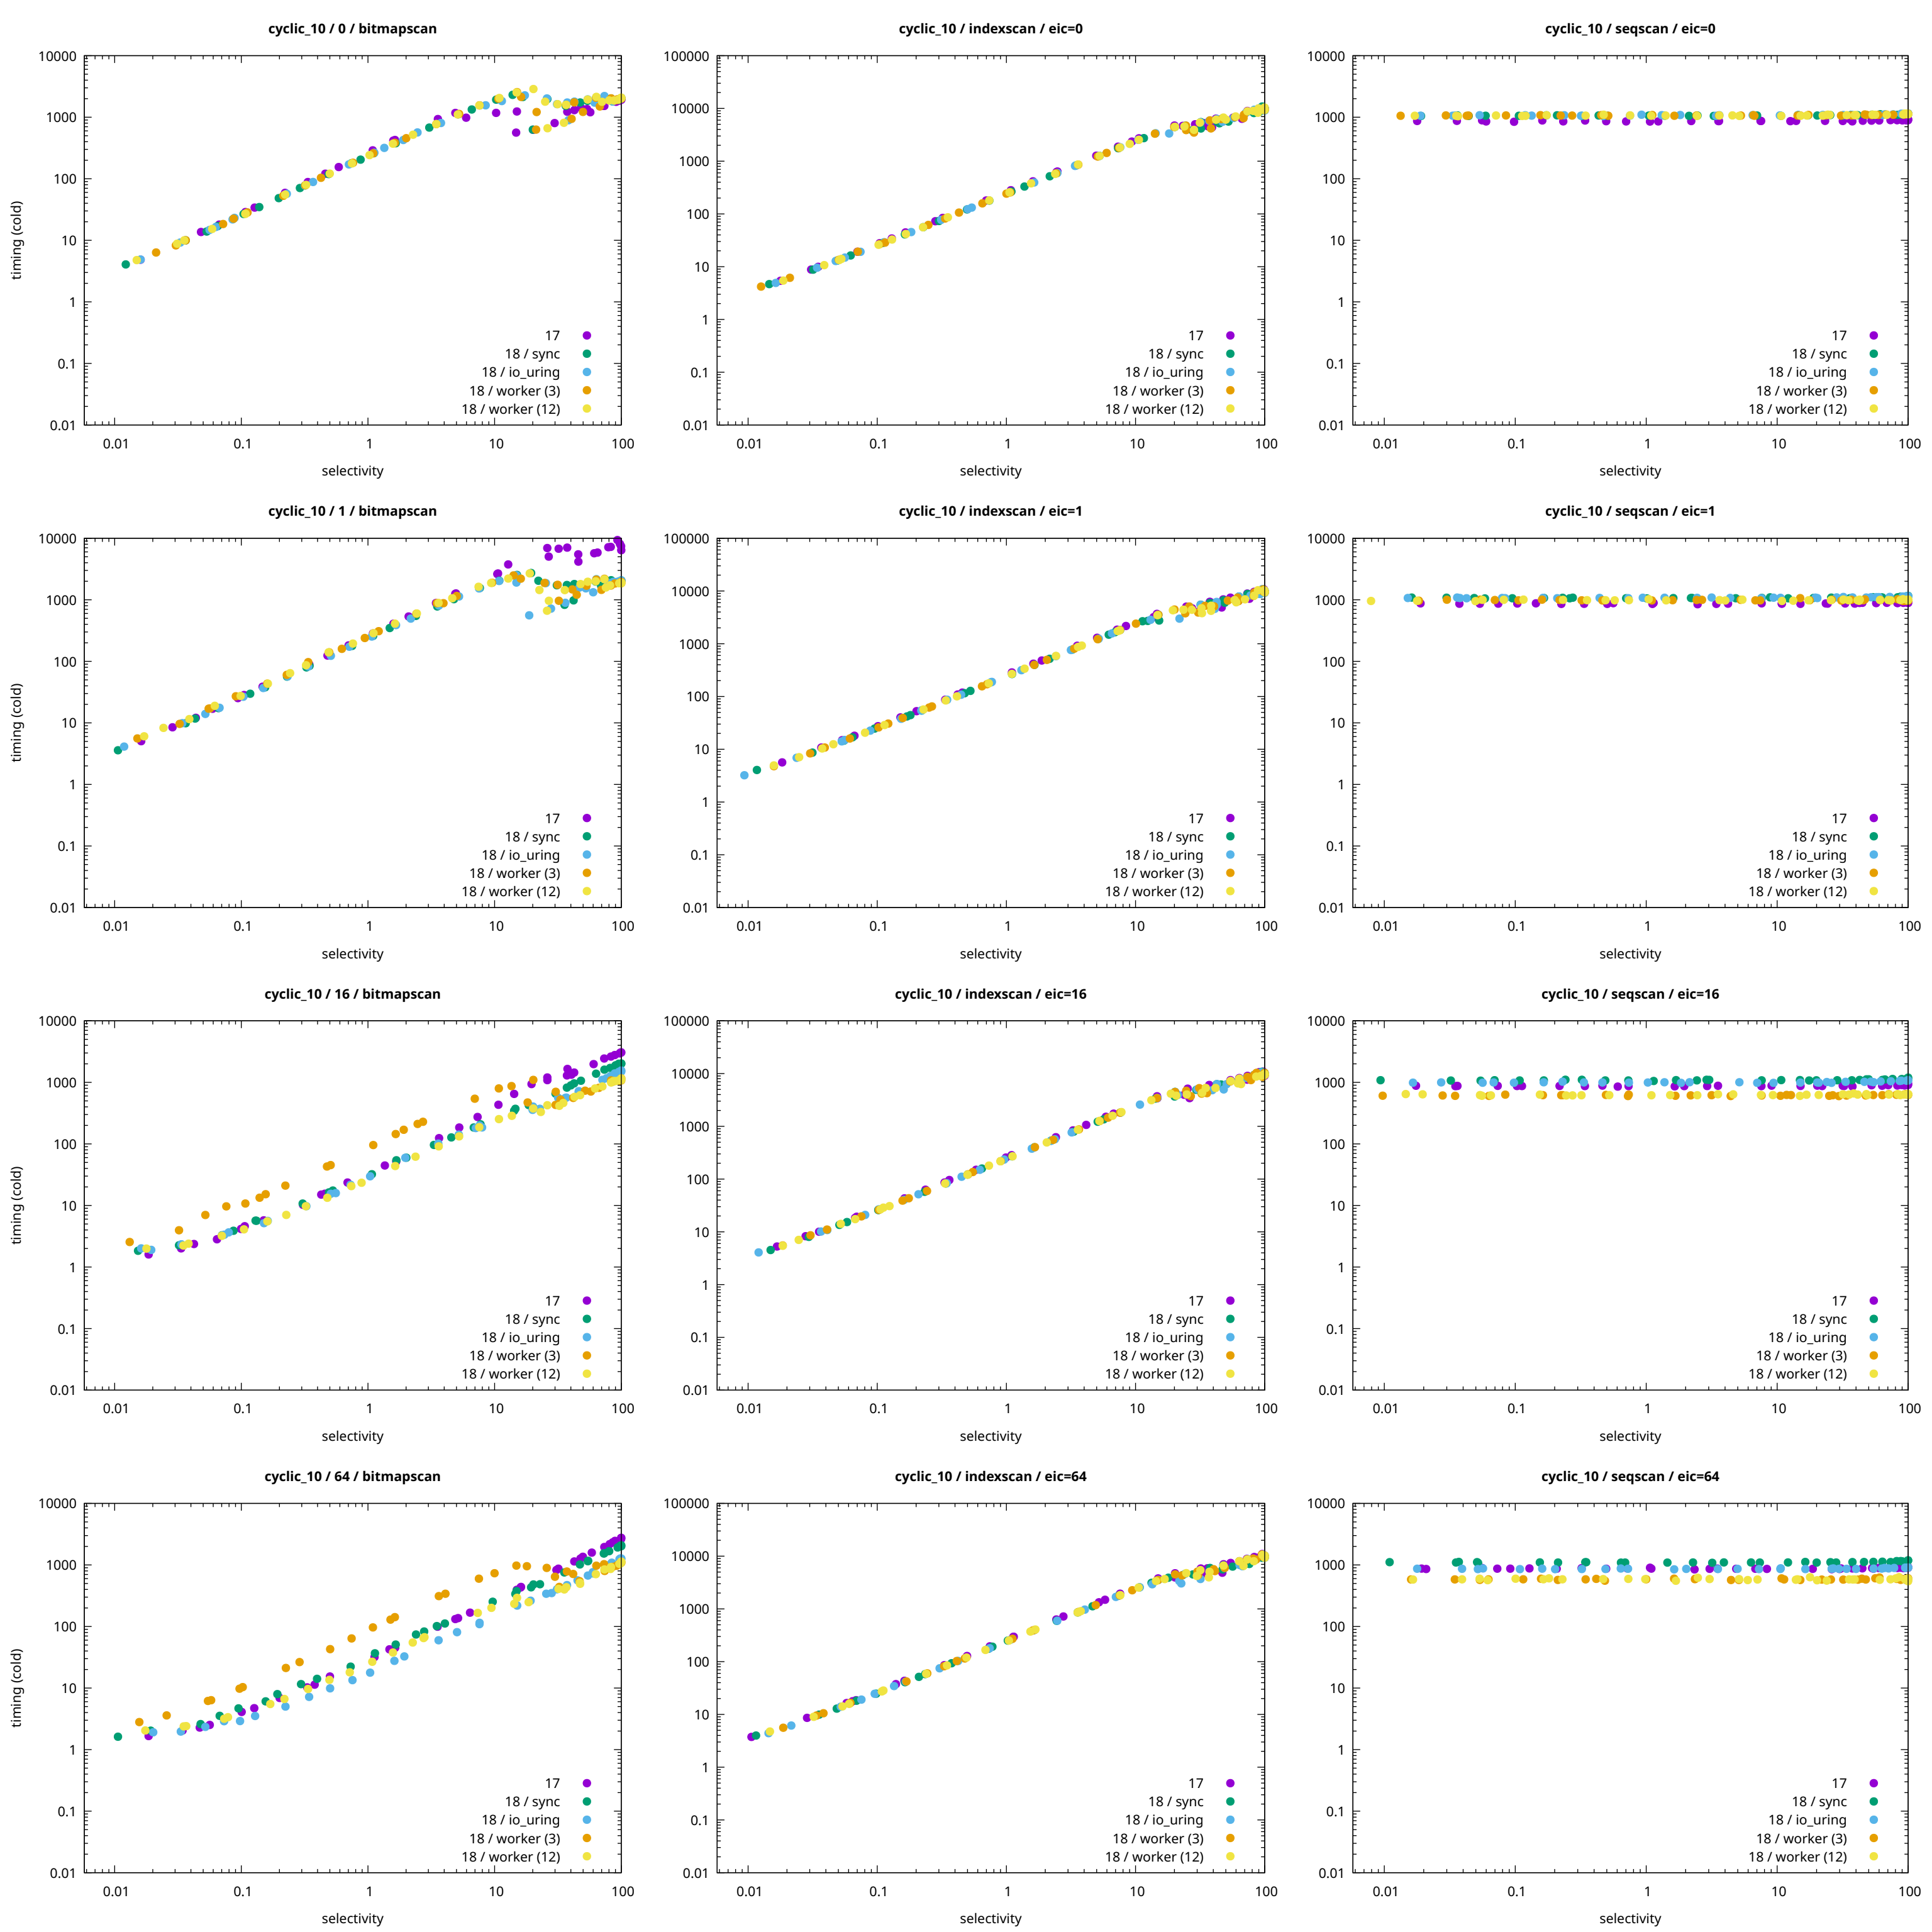 cyclic_10 / 0 / bitmapscan
timing (cold)
10000
1000
100
10
1
0.1
0.01
0.01 0.1 1 10 100
selectivity
17
18 / sync
18 / io_uring
18 / worker (3)
18 / worker (12)
cyclic_10 / indexscan / eic=0
100000
10000
1000
100
10
1
0.1
0.01
0.01 0.1 1 10 100
selectivity
17
18 / sync
18 / io_uring
18 / worker (3)
18 / worker (12)
cyclic_10 / seqscan / eic=0
10000
1000
100
10
1
0.1
0.01
0.01 0.1 1 10 100
selectivity
17
18 / sync
18 / io_uring
18 / worker (3)
18 / worker (12)
cyclic_10 / 1 / bitmapscan
timing (cold)
10000
1000
100
10
1
0.1
0.01
0.01 0.1 1 10 100
selectivity
17
18 / sync
18 / io_uring
18 / worker (3)
18 / worker (12)
cyclic_10 / indexscan / eic=1
100000
10000
1000
100
10
1
0.1
0.01
0.01 0.1 1 10 100
selectivity
17
18 / sync
18 / io_uring
18 / worker (3)
18 / worker (12)
cyclic_10 / seqscan / eic=1
10000
1000
100
10
1
0.1
0.01
0.01 0.1 1 10 100
selectivity
17
18 / sync
18 / io_uring
18 / worker (3)
18 / worker (12)
cyclic_10 / 16 / bitmapscan
timing (cold)
10000
1000
100
10
1
0.1
0.01
0.01 0.1 1 10 100
selectivity
17
18 / sync
18 / io_uring
18 / worker (3)
18 / worker (12)
cyclic_10 / indexscan / eic=16
100000
10000
1000
100
10
1
0.1
0.01
0.01 0.1 1 10 100
selectivity
17
18 / sync
18 / io_uring
18 / worker (3)
18 / worker (12)
cyclic_10 / seqscan / eic=16
10000
1000
100
10
1
0.1
0.01
0.01 0.1 1 10 100
selectivity
17
18 / sync
18 / io_uring
18 / worker (3)
18 / worker (12)
cyclic_10 / 64 / bitmapscan
timing (cold)
10000
1000
100
10
1
0.1
0.01
0.01 0.1 1 10 100
selectivity
17
18 / sync
18 / io_uring
18 / worker (3)
18 / worker (12)
cyclic_10 / indexscan / eic=64
100000
10000
1000
100
10
1
0.1
0.01
0.01 0.1 1 10 100
selectivity
17
18 / sync
18 / io_uring
18 / worker (3)
18 / worker (12)
cyclic_10 / seqscan / eic=64
10000
1000
100
10
1
0.1
0.01
0.01 0.1 1 10 100
selectivity
17
18 / sync
18 / io_uring
18 / worker (3)
18 / worker (12)